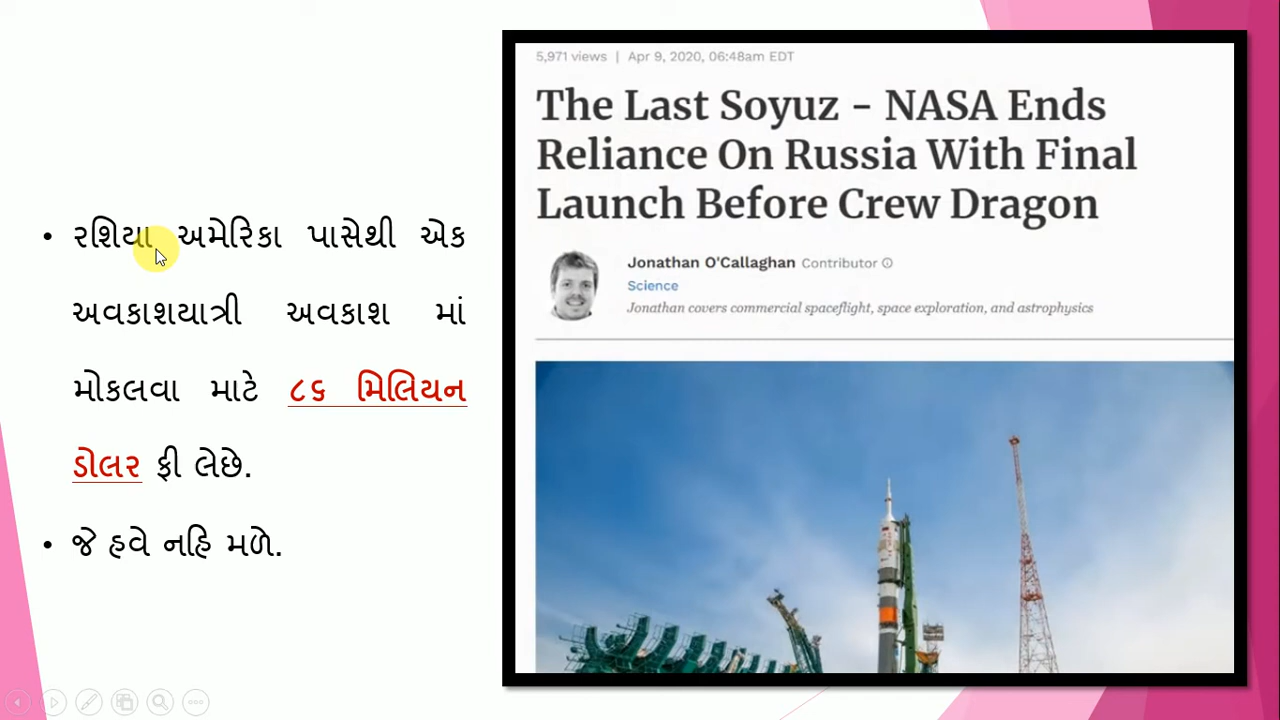 • રશિયા અમેરિકા પાસેથી એક
અવકાશયાત્રી અવકાશ માં
મોકલવા માટે ૮૬ મિલિયન
ડોલર ફી લેછે.
• જે હવે નહિ મળે.
5,971 views | Apr 9, 2020, 06:48am EDT
The Last Soyuz – NASA Ends
Reliance On Russia With Final
Launch Before Crew Dragon
Jonathan O'Callaghan Contributor
Science
Jonathan covers commercial spaceflight, space exploration, and astrophysics